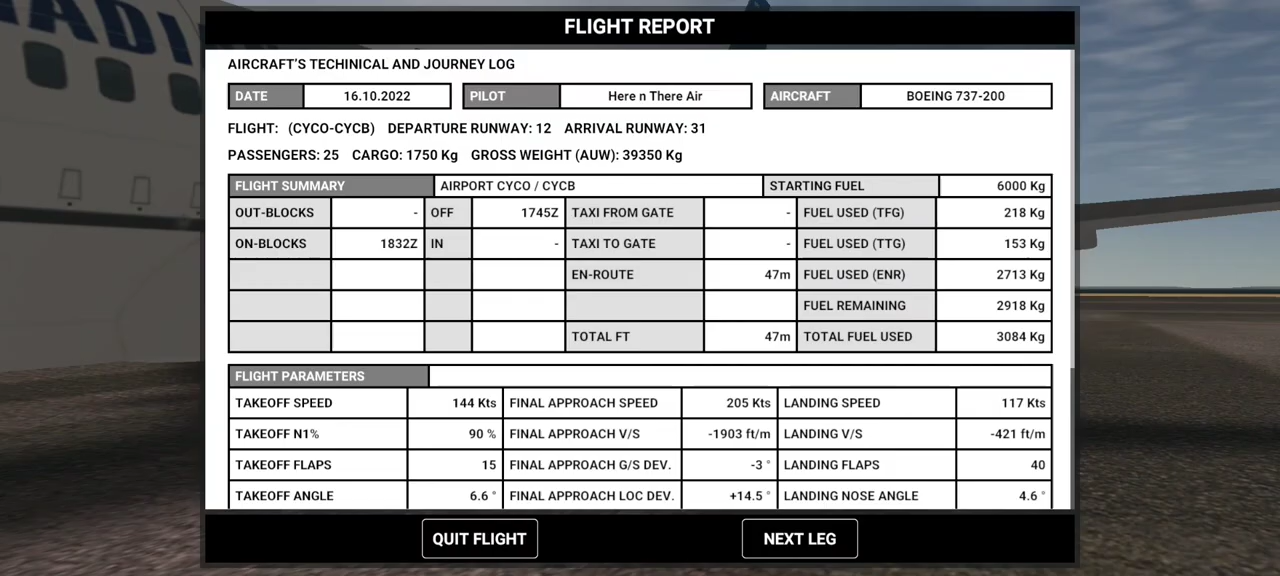 ADI
FLIGHT REPORT
AIRCRAFT'S TECHINICAL AND JOURNEY LOG
DATE 16.10.2022 PILOT Here n There Air AIRCRAFT BOEING 737-200
FLIGHT: (CYCO-CYCB) DEPARTURE RUNWAY: 12 ARRIVAL RUNWAY: 31
PASSENGERS: 25 CARGO: 1750 Kg GROSS WEIGHT (AUW): 39350 Kg
FLIGHT SUMMARY AIRPORT CYCO / CYCB STARTING FUEL 6000 Kg
OUT-BLOCKS - OFF 1745Z TAXI FROM GATE - FUEL USED (TFG) 218 Kg
ON-BLOCKS 1832Z IN - TAXI TO GATE - FUEL USED (TTG) 153 Kg
EN-ROUTE 47m FUEL USED (ENR) 2713 Kg
FUEL REMAINING 2918 Kg
TOTAL FT 47m TOTAL FUEL USED 3084 Kg
FLIGHT PARAMETERS
TAKEOFF SPEED 144 Kts FINAL APPROACH SPEED 205 Kts LANDING SPEED 117 Kts
TAKEOFF N1% 90 % FINAL APPROACH V/S -1903 ft/m LANDING V/S -421 ft/m
TAKEOFF FLAPS 15 FINAL APPROACH G/S DEV. -3 ° LANDING FLAPS 40
TAKEOFF ANGLE 6.6 ° FINAL APPROACH LOC DEV. +14.5 ° LANDING NOSE ANGLE 4.6 °
QUIT FLIGHT NEXT LEG